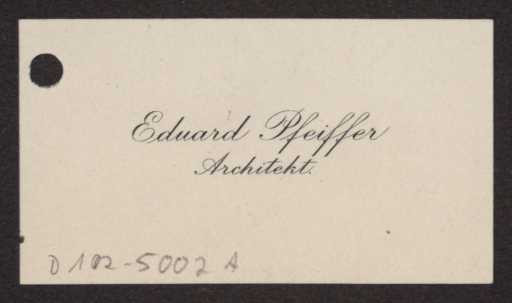 Eduard Pfeiffer
Architekt.
D 102-5002 A